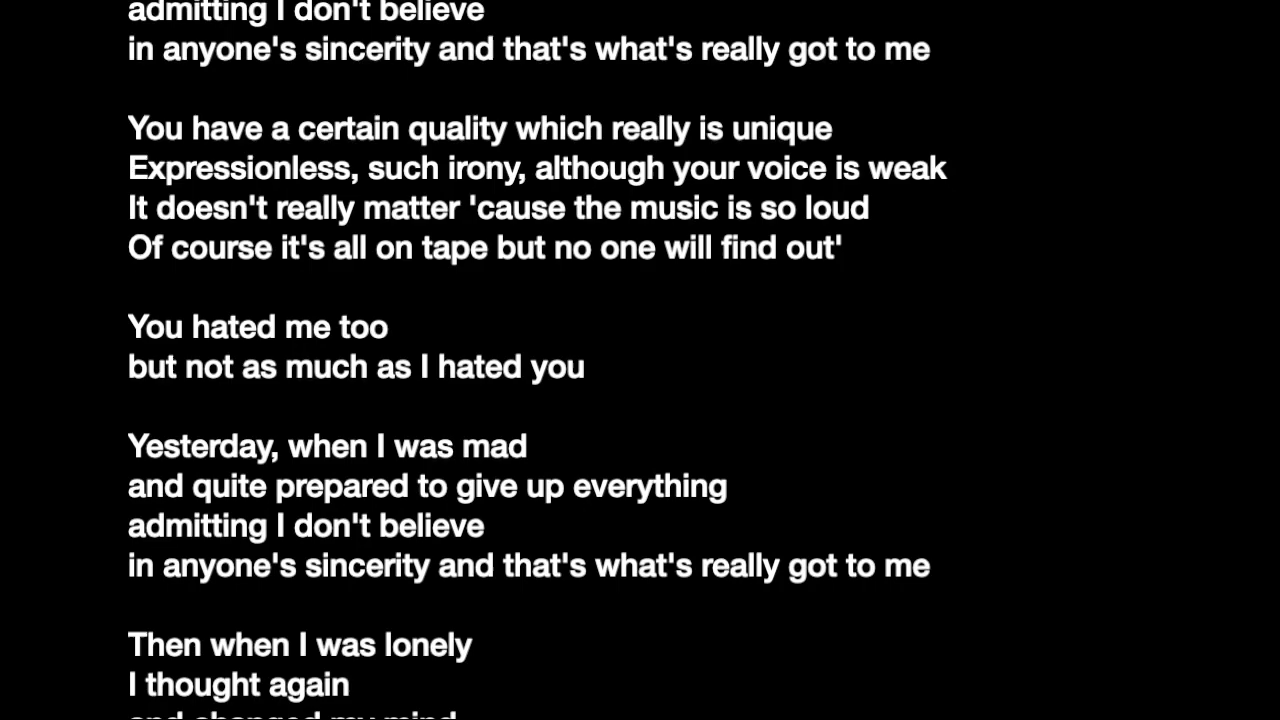 admitting I don't believe
in anyone's sincerity and that's what's really got to me
You have a certain quality which really is unique
Expressionless, such irony, although your voice is weak
It doesn't really matter 'cause the music is so loud
Of course it's all on tape but no one will find out'
You hated me too
but not as much as I hated you
Yesterday, when I was mad
and quite prepared to give up everything
admitting I don't believe
in anyone's sincerity and that's what's really got to me
Then when I was lonely
I thought again
and changed my mind